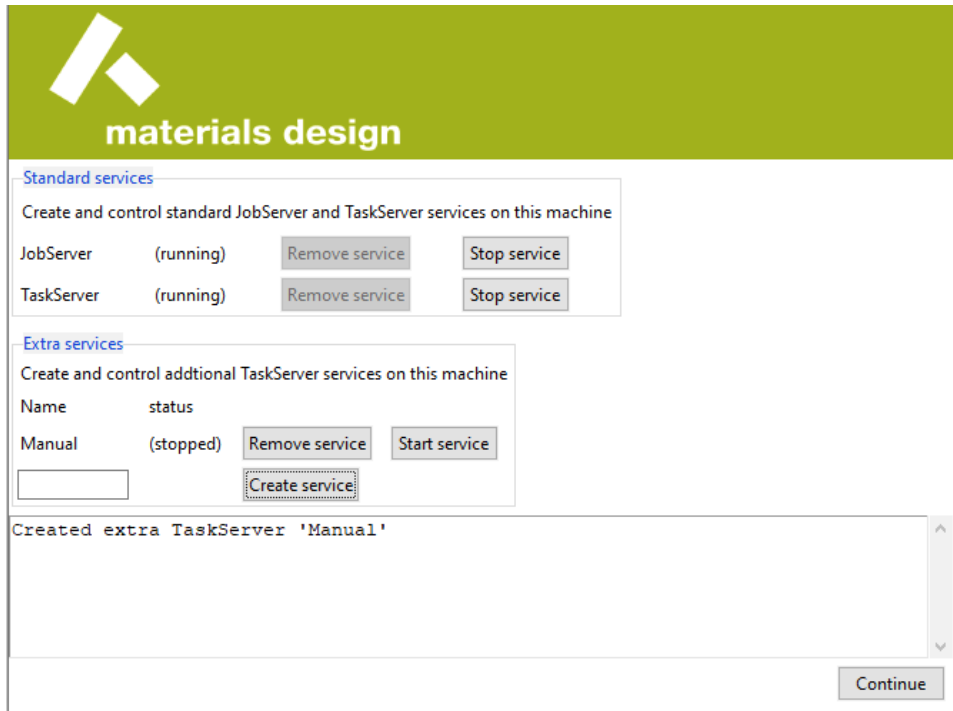 materials design
Standard services
Create and control standard JobServer and TaskServer services on this machine
JobServer (running) Remove service Stop service
TaskServer (running) Remove service Stop service
Extra services
Create and control addtional TaskServer services on this machine
Name status
Manual (stopped) Remove service Start service
Create service
Created extra TaskServer 'Manual'
Continue